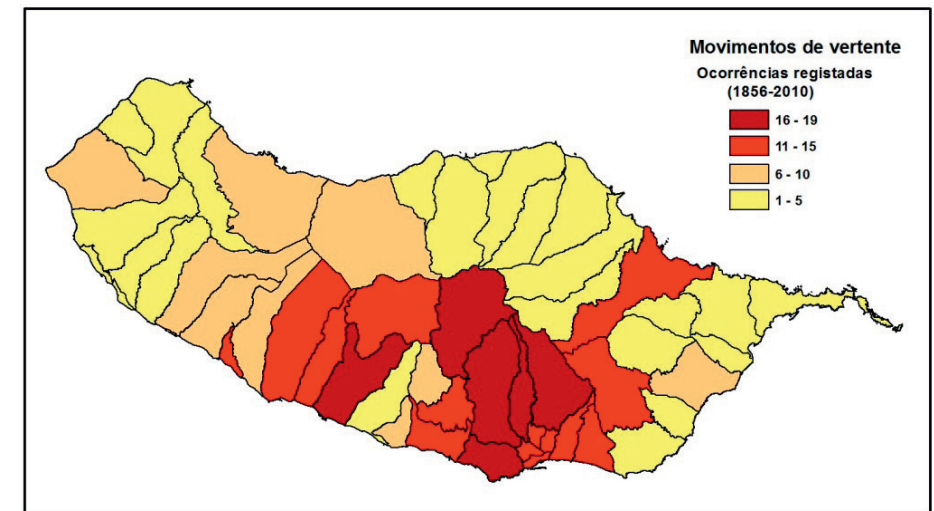 Movimentos de vertente
Ocorrências registadas
(1856-2010)
16 - 19
11 - 15
6 - 10
1 - 5